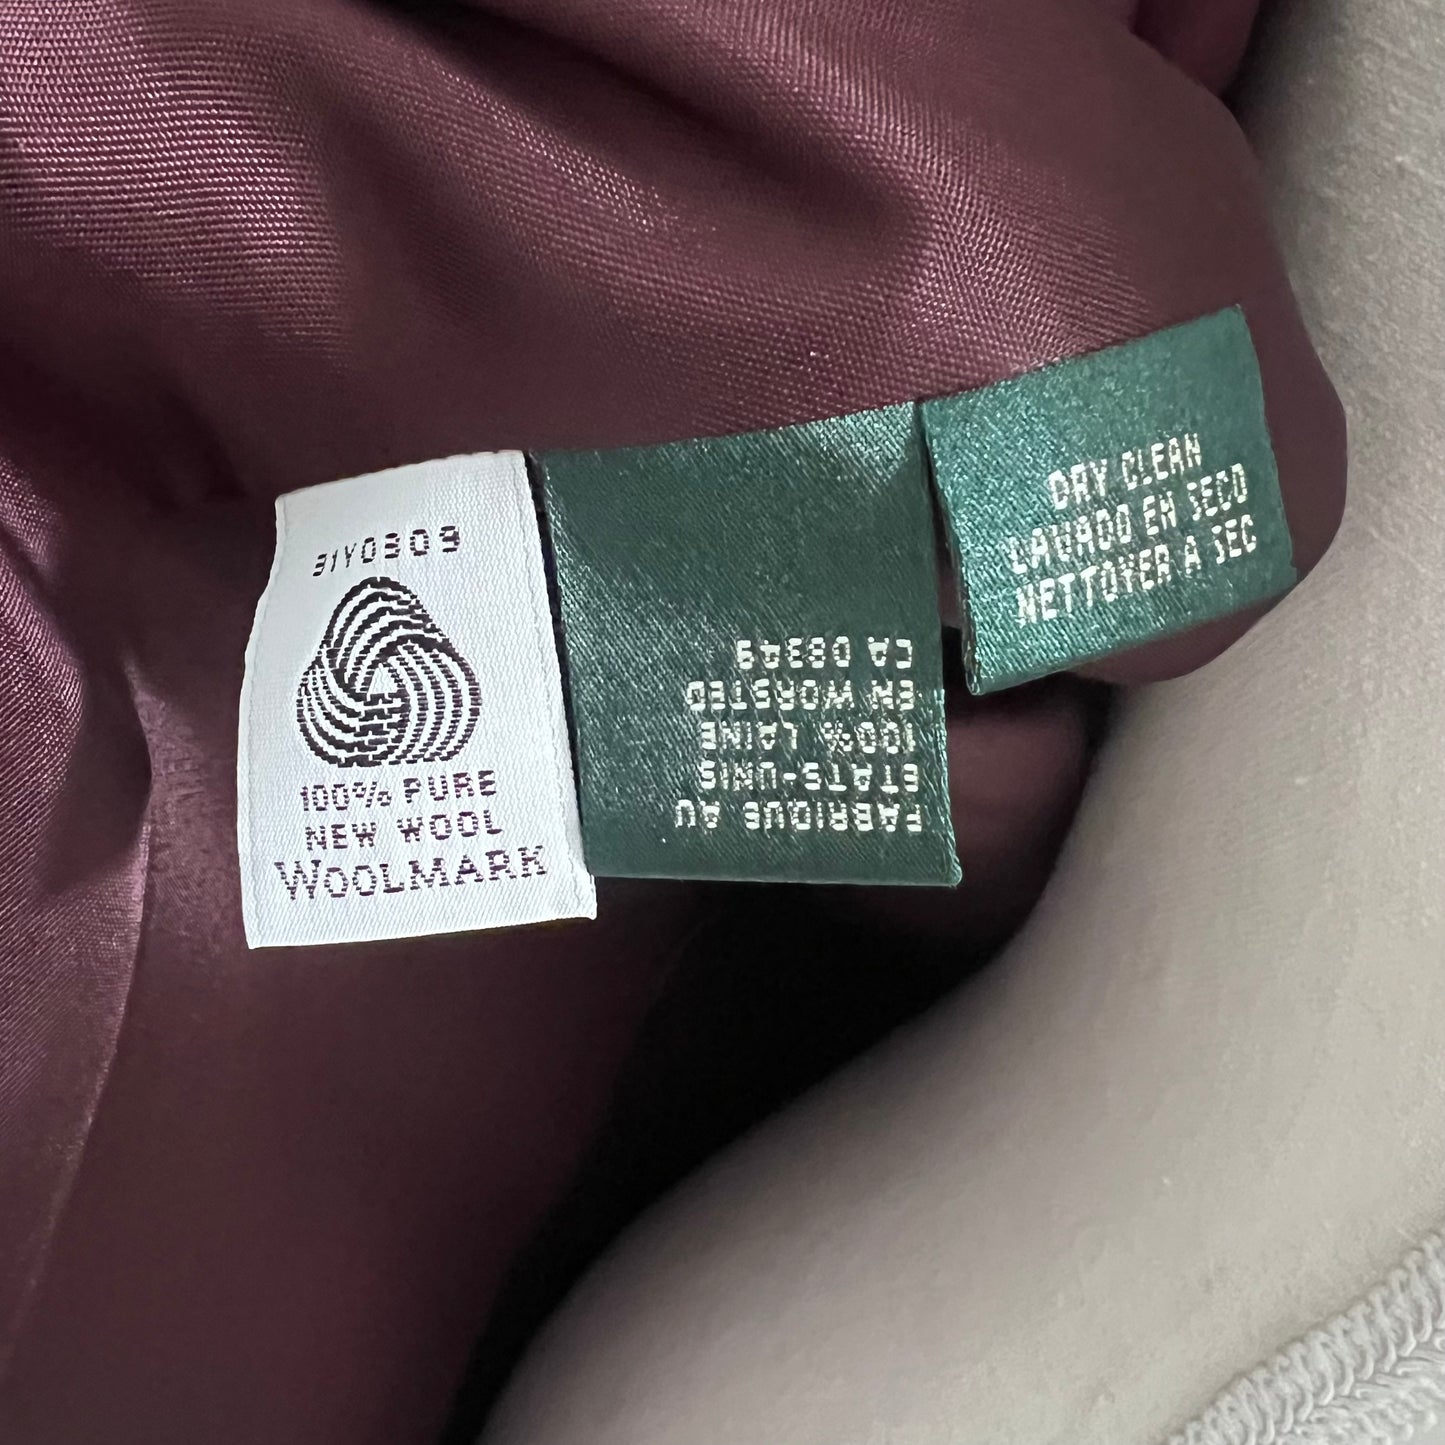 31Y0309
100% PURE
NEW WOOL
WOOLMARK
FABRIQUE AU
ETATS-UNIS
100% LAINE
EN WORSTED
CA 08349
DRY CLEAN
LAVADO EN SECO
NETTOYER A SEC